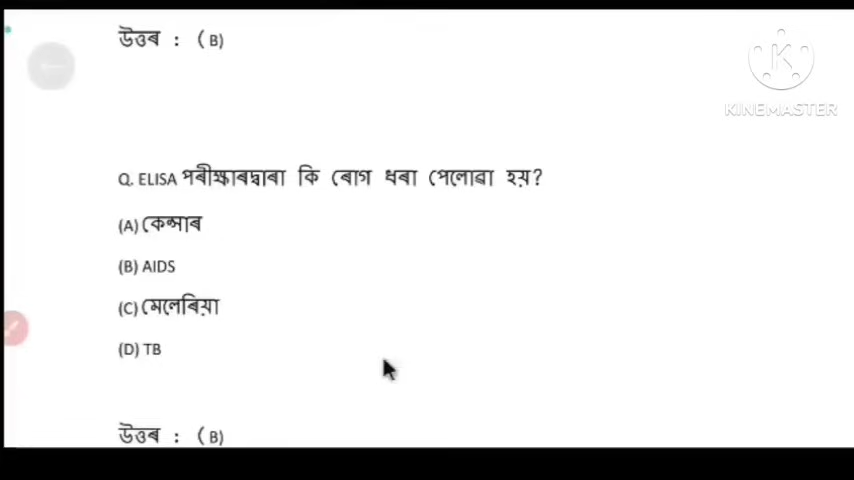 উত্তৰ : ( B)
KINEMASTER
Q. ELISA পৰীক্ষাৰদ্বাৰা কি ৰোগ ধৰা পেলোৱা হয়?
(A) কেন্সাৰ
(B) AIDS
(C) মেলেৰিয়া
(D) TB
উত্তৰ : ( B)